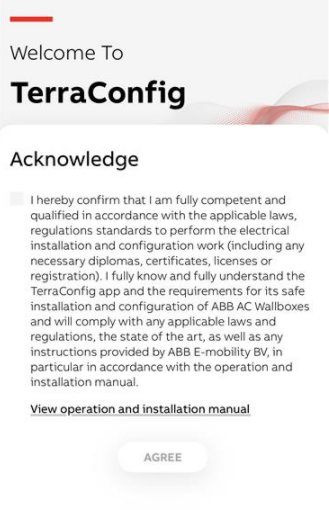 Welcome To
TerraConfig
Acknowledge
I hereby confirm that I am fully competent and
qualified in accordance with the applicable laws,
regulations standards to perform the electrical
installation and configuration work (including any
necessary diplomas, certificates, licenses or
registration). I fully know and fully understand the
TerraConfig app and the requirements for its safe
installation and configuration of ABB AC Wallboxes
and will comply with any applicable laws and
regulations, the state of the art, as well as any
instructions provided by ABB E-mobility BV, in
particular in accordance with the operation and
installation manual.
View operation and installation manual
AGREE